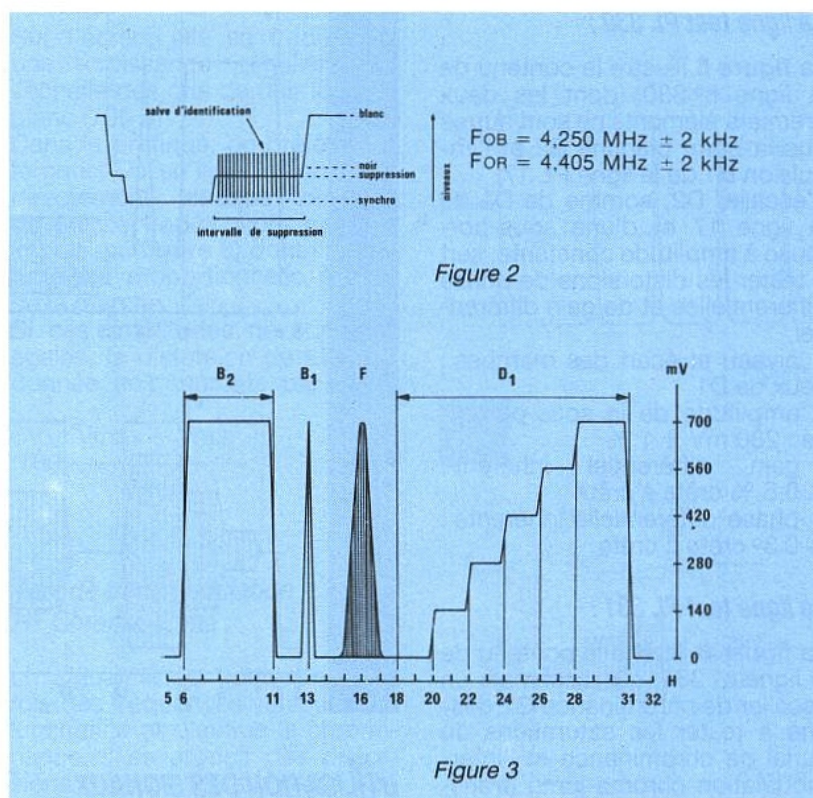 salve d'identification
blanc
noir
suppression
synchro
niveaux
intervalle de suppression
FOB = 4,250 MHz ± 2 kHz
FOR = 4,405 MHz ± 2 kHz
Figure 2
B2 B1 F D1 mV
700
560
420
280
140
0
5 6 11 13 16 18 20 22 24 26 28 31 32 H
Figure 3